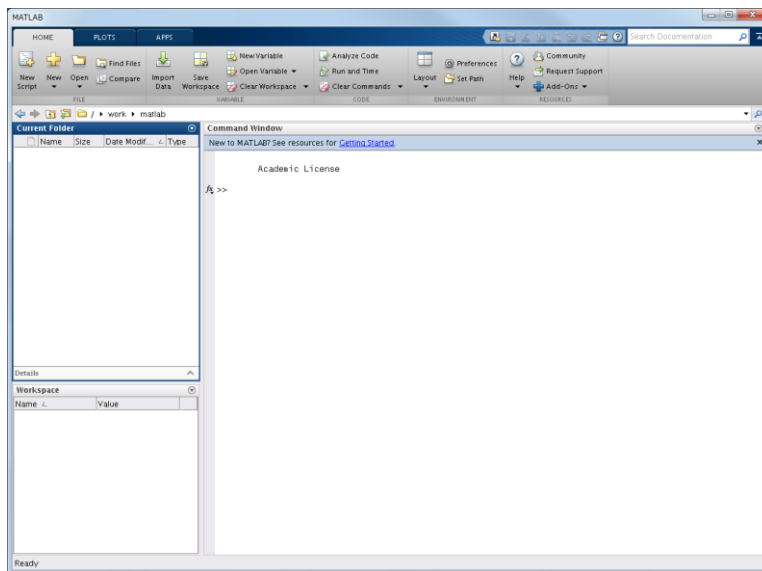 MATLAB
HOME PLOTS APPS Search Documentation
New Script New Open Find Files Compare Import Data Save Workspace New Variable Open Variable Clear Workspace Analyze Code Run and Time Clear Commands Layout Preferences Set Path Help Community Request Support Add-Ons
FILE VARIABLE CODE ENVIRONMENT RESOURCES
/ work matlab
Current Folder
Name Size Date Modif... Type
Command Window
New to MATLAB? See resources for Getting Started.
Academic License
fx >>
Details
Workspace
Name Value
Ready